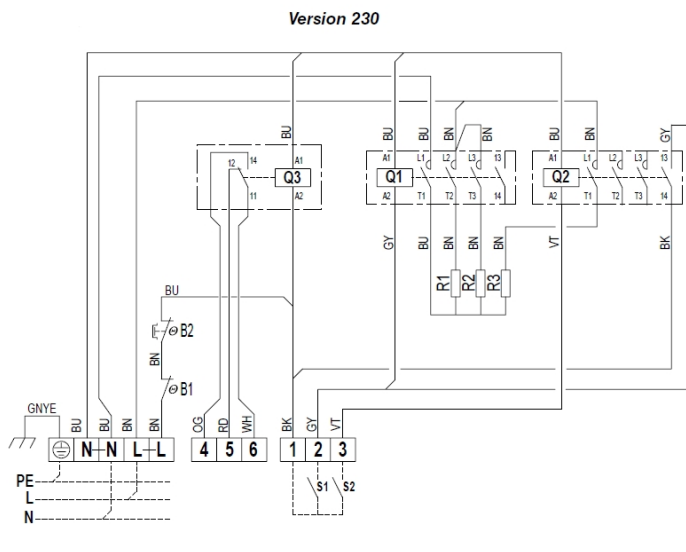 Version 230
BU
BU
BU
BN
BU
BN
BN
GY
12
14
11
A1
Q3
A2
A1
L1
L2
L3
13
Q1
A2
T1
T2
T3
14
A1
L1
L2
L3
13
Q2
A2
T1
T2
T3
14
GY
BU
BN
BN
BN
VT
BK
R1
R2
R3
BU
B2
BN
B1
GNYE
BU
BU
BN
BN
OG
RD
WH
BK
GY
VT
N-N L-L
4 5 6
1 2 3
PE
L
N
S1 S2